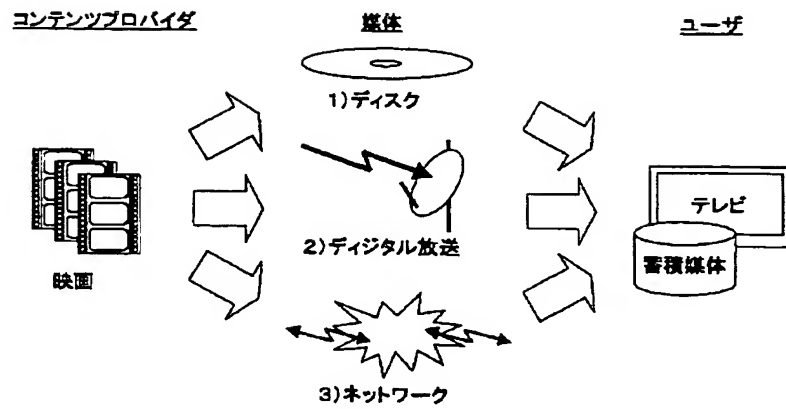 コンテンツプロバイダ
媒体
ユーザ
1)ディスク
2)ディジタル放送
3)ネットワーク
映画
テレビ
蓄積媒体